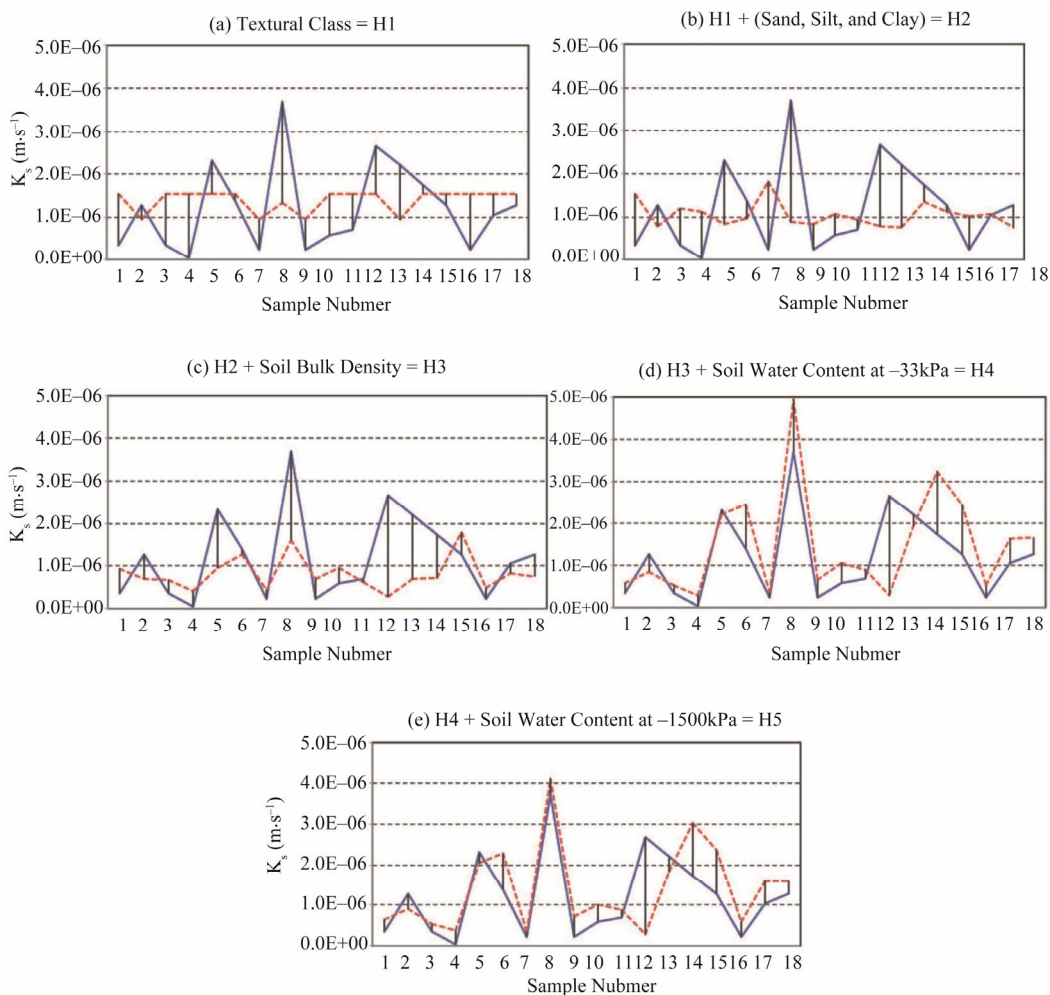 (a) Textural Class = H1
5.0E–06
4.0E–06
3.0E–06
2.0E–06
1.0E–06
0.0E+00
Kₛ (m·s⁻¹)
1 2 3 4 5 6 7 8 9 10 11 12 13 14 15 16 17 18
Sample Nubmer
(b) H1 + (Sand, Silt, and Clay) = H2
5.0E–06
4.0E–06
3.0E–06
2.0E–06
1.0E–06
0.0E+00
1 2 3 4 5 6 7 8 9 10 11 12 13 14 15 16 17 18
Sample Nubmer
(c) H2 + Soil Bulk Density = H3
5.0E–06
4.0E–06
3.0E–06
2.0E–06
1.0E–06
0.0E+00
Kₛ (m·s⁻¹)
1 2 3 4 5 6 7 8 9 10 11 12 13 14 15 16 17 18
Sample Nubmer
(d) H3 + Soil Water Content at –33kPa = H4
5.0E–06
4.0E–06
3.0E–06
2.0E–06
1.0E–06
0.0E+00
1 2 3 4 5 6 7 8 9 10 11 12 13 14 15 16 17 18
Sample Nubmer
(e) H4 + Soil Water Content at –1500kPa = H5
5.0E–06
4.0E–06
3.0E–06
2.0E–06
1.0E–06
0.0E+00
Kₛ (m·s⁻¹)
1 2 3 4 5 6 7 8 9 10 11 12 13 14 15 16 17 18
Sample Nubmer